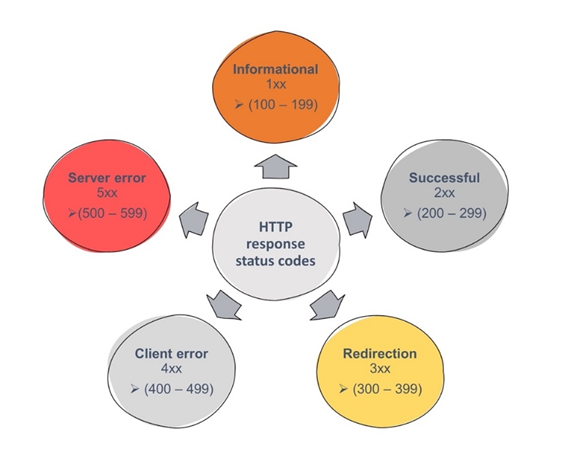 Informational
1xx
➢ (100 – 199)
Server error
5xx
➢(500 – 599)
Successful
2xx
➢ (200 – 299)
HTTP
response
status codes
Client error
4xx
➢ (400 – 499)
Redirection
3xx
➢ (300 – 399)